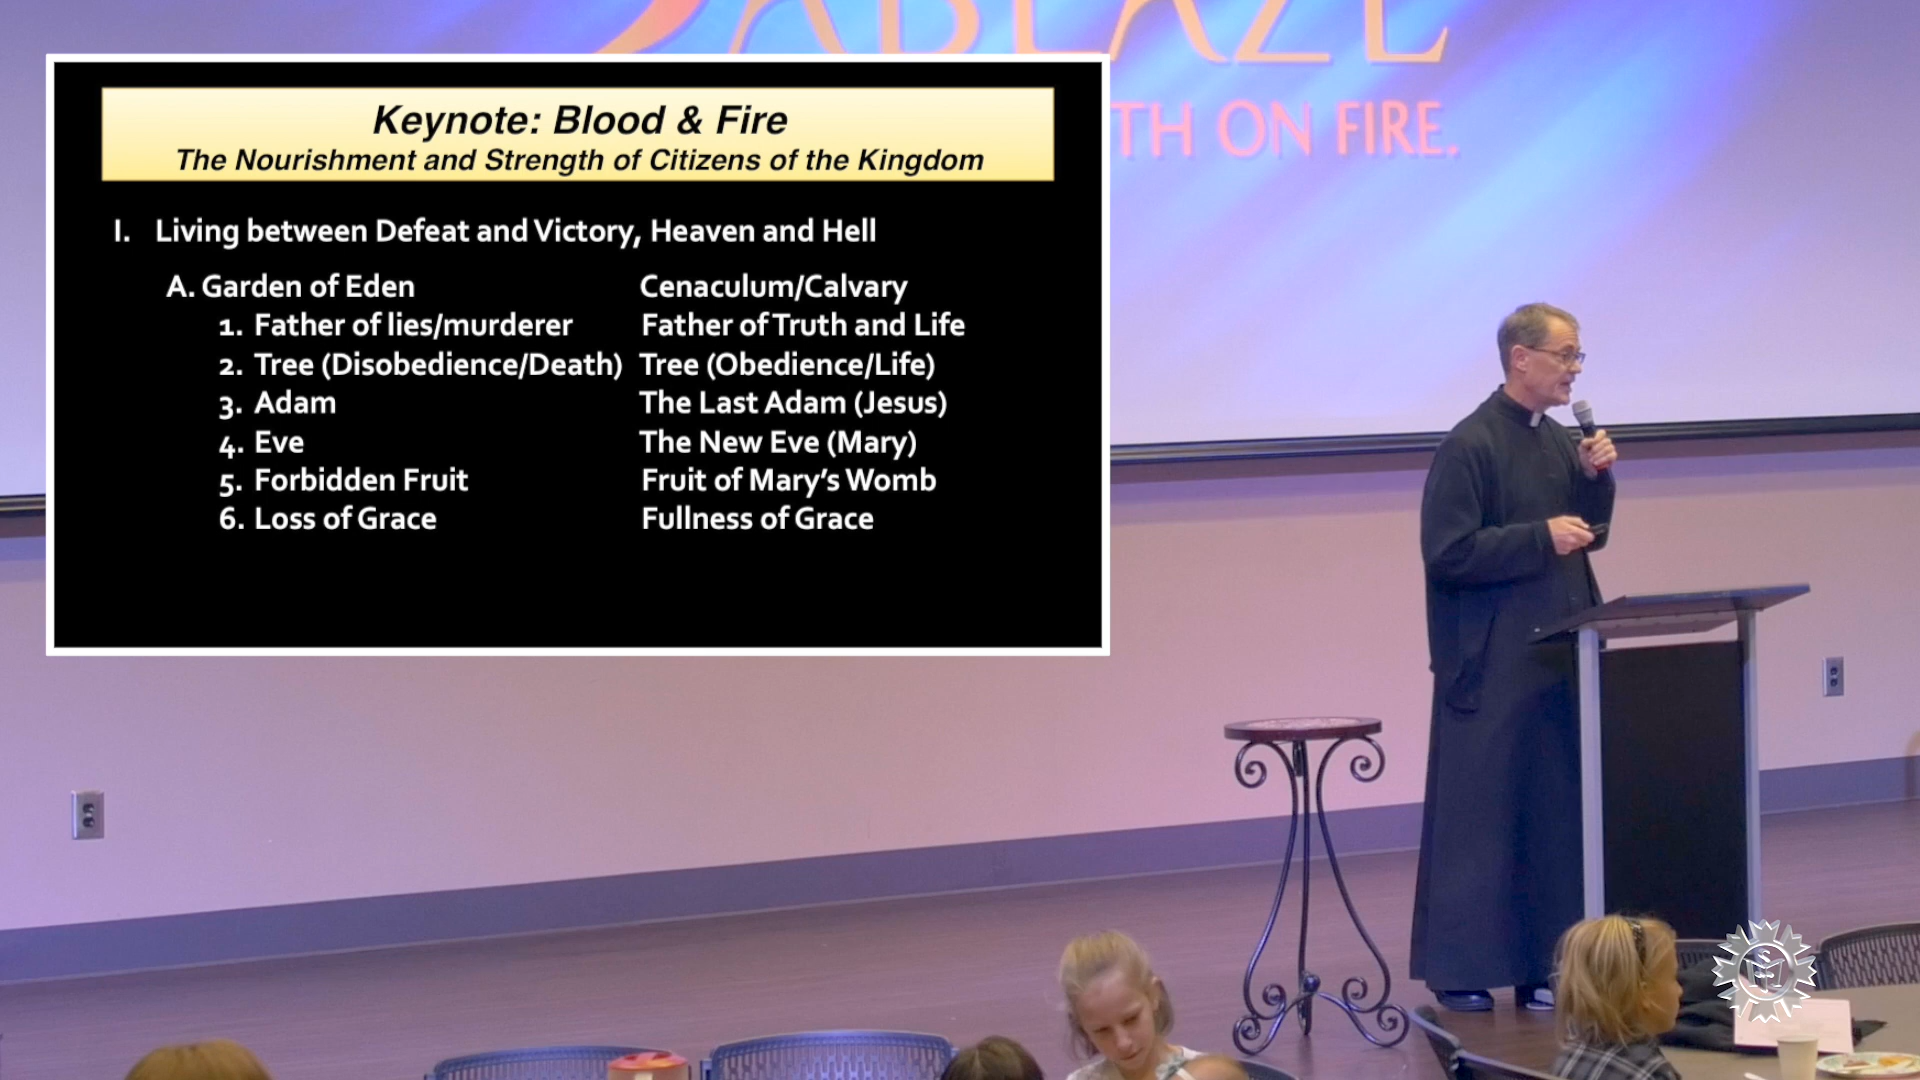 ABLAZE
TH ON FIRE.
Keynote: Blood & Fire
The Nourishment and Strength of Citizens of the Kingdom
I. Living between Defeat and Victory, Heaven and Hell
A. Garden of Eden Cenaculum/Calvary
1. Father of lies/murderer Father of Truth and Life
2. Tree (Disobedience/Death) Tree (Obedience/Life)
3. Adam The Last Adam (Jesus)
4. Eve The New Eve (Mary)
5. Forbidden Fruit Fruit of Mary's Womb
6. Loss of Grace Fullness of Grace